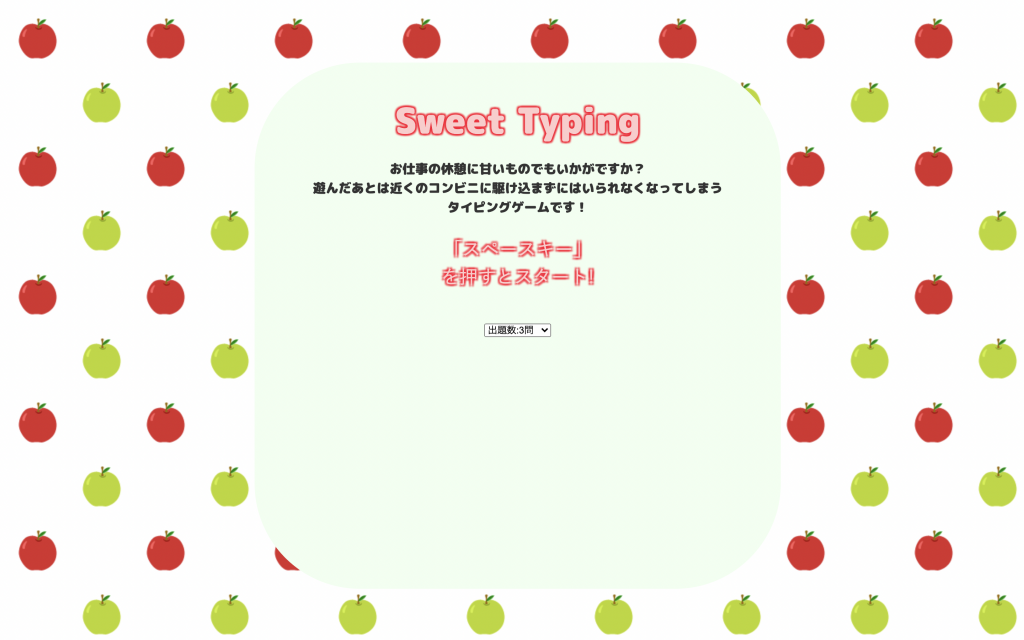 Sweet Typing
お仕事の休憩に甘いものでもいかがですか？
遊んだあとは近くのコンビニに駆け込まずにはいられなくなってしまう
タイピングゲームです！
「スペースキー」
を押すとスタート!
出題数:3問